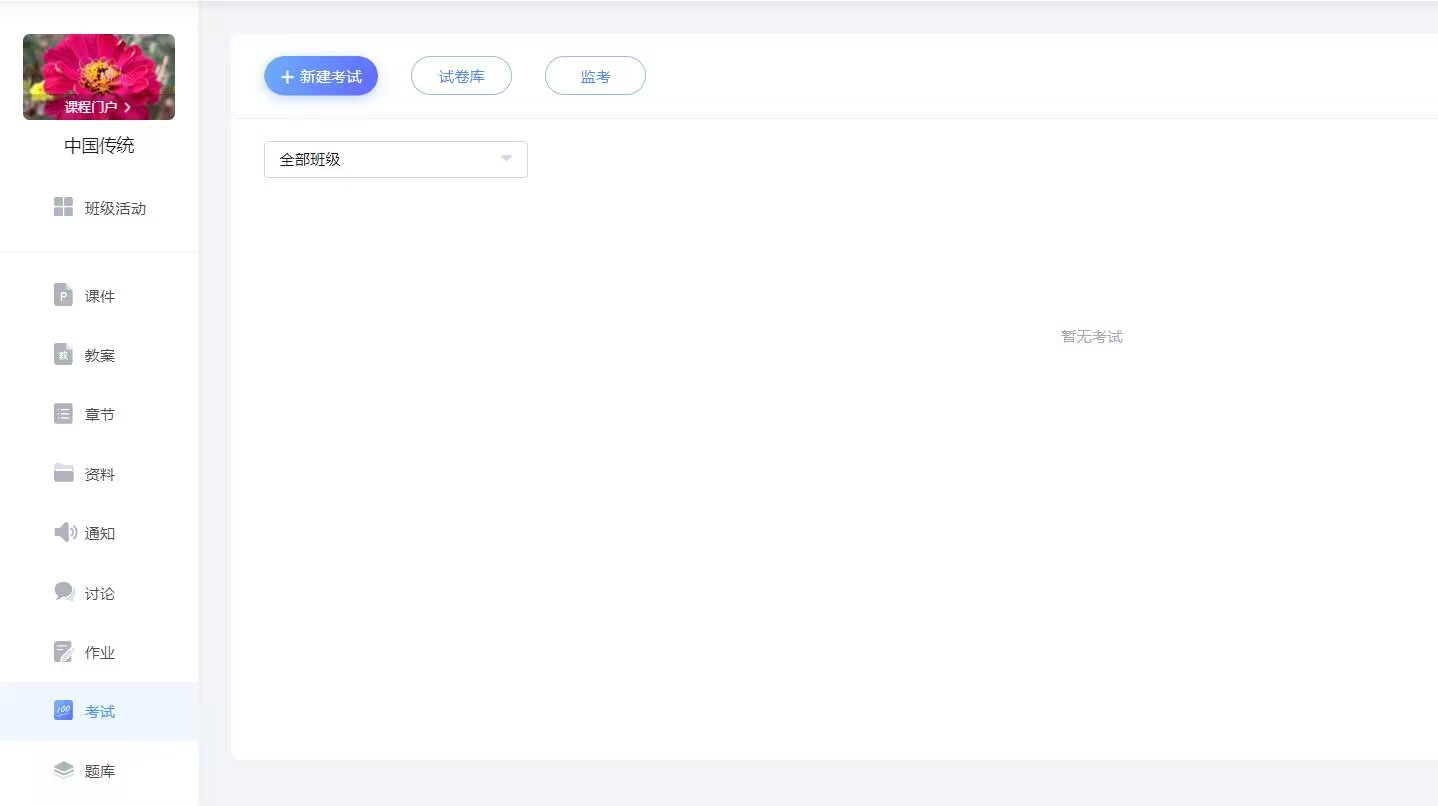 课程门户
中国传统
班级活动
课件
教案
章节
资料
通知
讨论
作业
考试
题库
+ 新建考试
试卷库
监考
全部班级
暂无考试